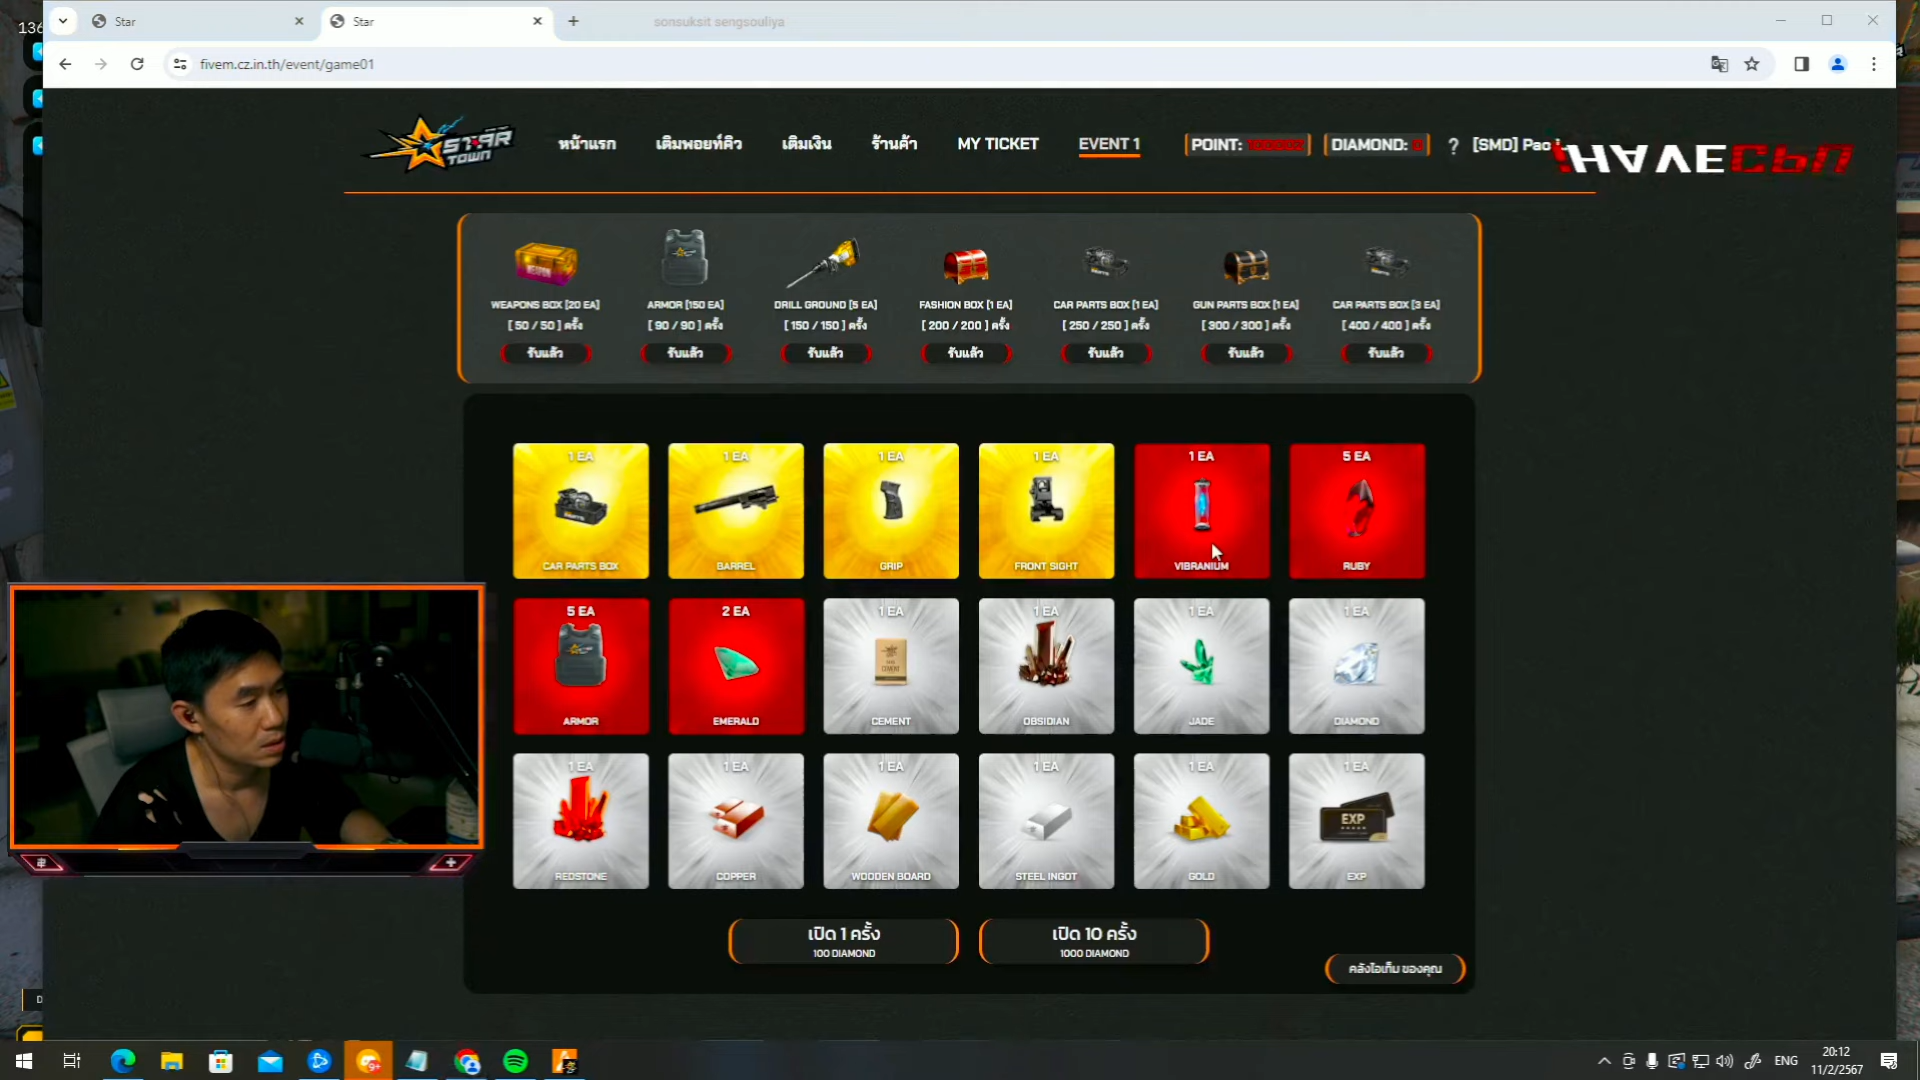 Star
Star
sonsuksit sengsouliya
fivem.cz.in.th/event/game01
STAR
TOWN
หน้าแรก
เติมพอยท์คิว
เติมเงิน
ร้านค้า
MY TICKET
EVENT 1
POINT:
DIAMOND: 0
?
[SMD] Pao
HAVECPU
WEAPONS BOX [20 EA]
[ 50 / 50 ] ครั้ง
รับแล้ว
ARMOR [150 EA]
[ 90 / 90 ] ครั้ง
รับแล้ว
DRILL GROUND [5 EA]
[ 150 / 150 ] ครั้ง
รับแล้ว
FASHION BOX [1 EA]
[ 200 / 200 ] ครั้ง
รับแล้ว
CAR PARTS BOX [1 EA]
[ 250 / 250 ] ครั้ง
รับแล้ว
GUN PARTS BOX [1 EA]
[ 300 / 300 ] ครั้ง
รับแล้ว
CAR PARTS BOX [3 EA]
[ 400 / 400 ] ครั้ง
รับแล้ว
1 EA
CAR PARTS BOX
1 EA
BARREL
1 EA
GRIP
1 EA
FRONT SIGHT
1 EA
VIBRANIUM
5 EA
RUBY
5 EA
ARMOR
2 EA
EMERALD
1 EA
CEMENT
CEMENT
1 EA
OBSIDIAN
1 EA
JADE
1 EA
DIAMOND
1 EA
REDSTONE
1 EA
COPPER
1 EA
WOODEN BOARD
1 EA
STEEL INGOT
1 EA
GOLD
1 EA
EXP
EXP
เปิด 1 ครั้ง
100 DIAMOND
เปิด 10 ครั้ง
1000 DIAMOND
คลังไอเท็ม ของคุณ
ENG
20:12
11/2/2567